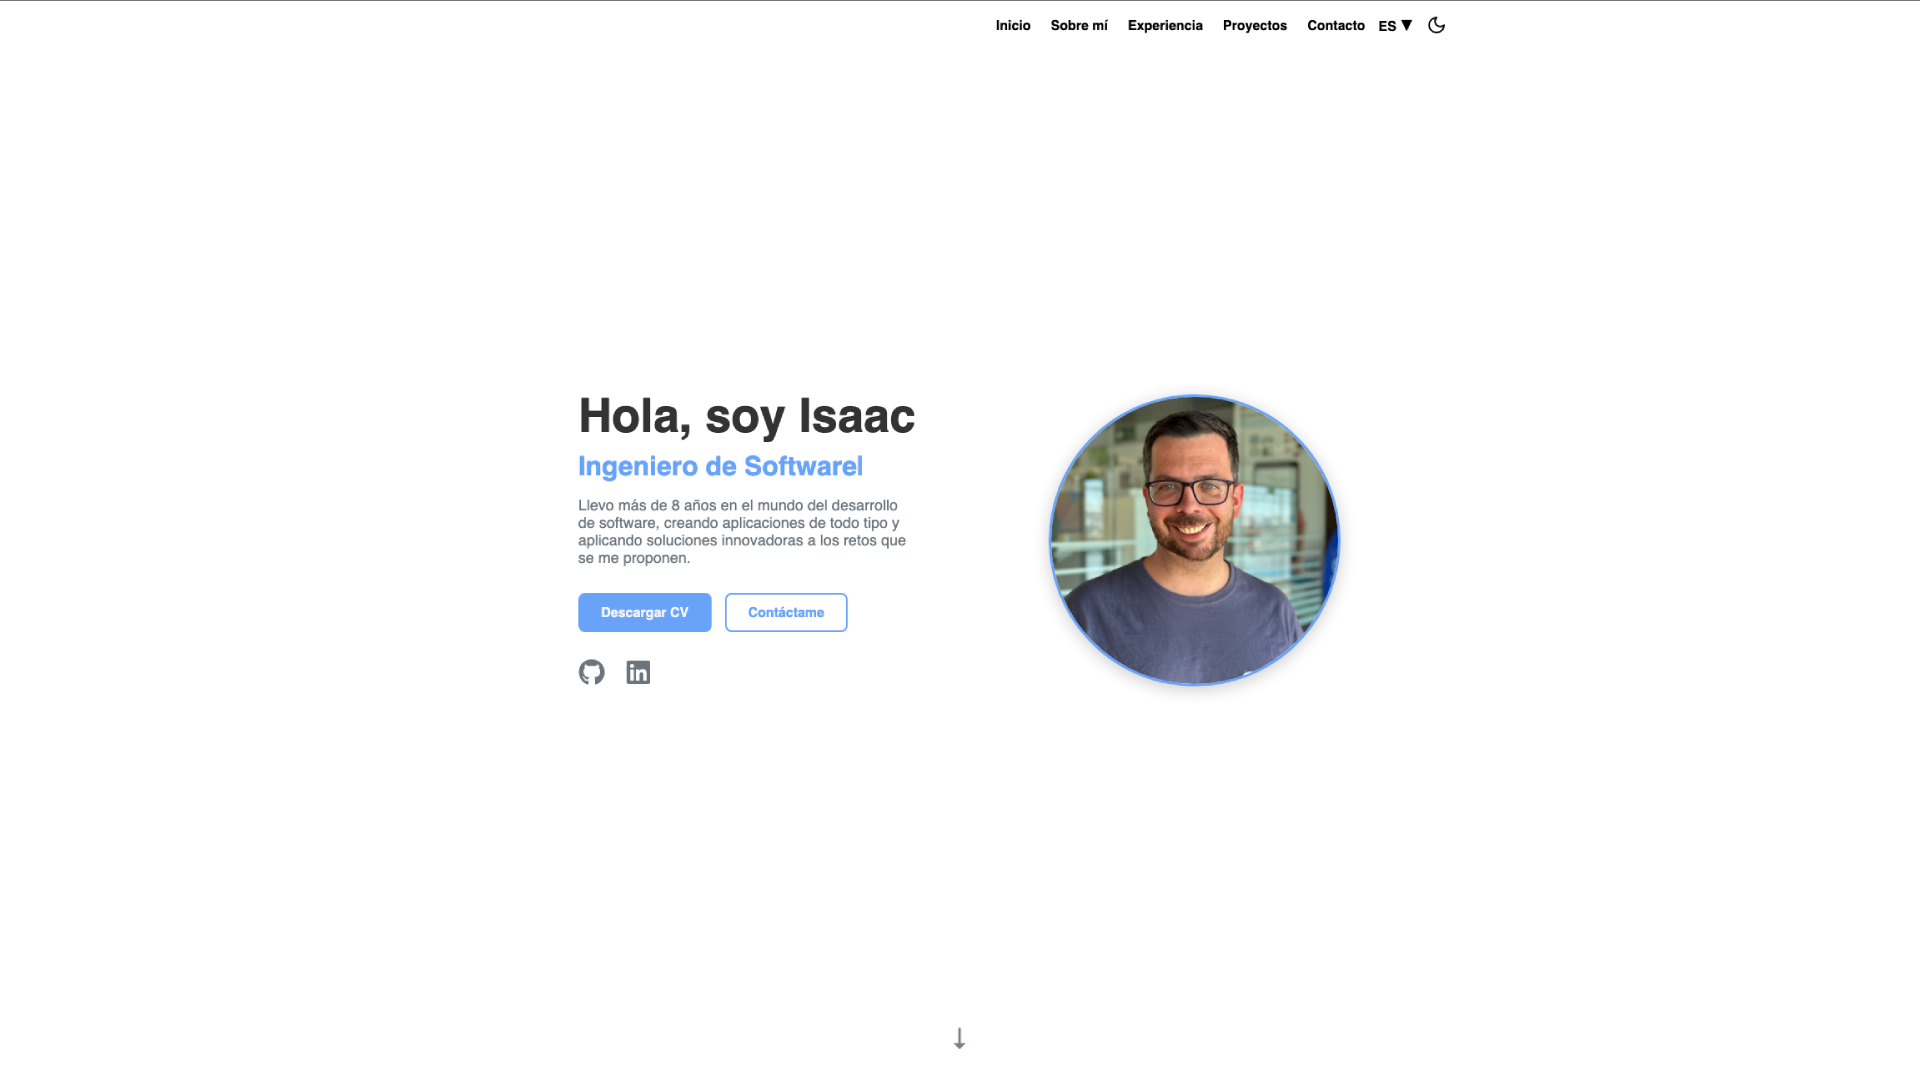 Inicio Sobre mí Experiencia Proyectos Contacto ES
Hola, soy Isaac
Ingeniero de Softwarel
Llevo más de 8 años en el mundo del desarrollo
de software, creando aplicaciones de todo tipo y
aplicando soluciones innovadoras a los retos que
se me proponen.
Descargar CV Contáctame
in